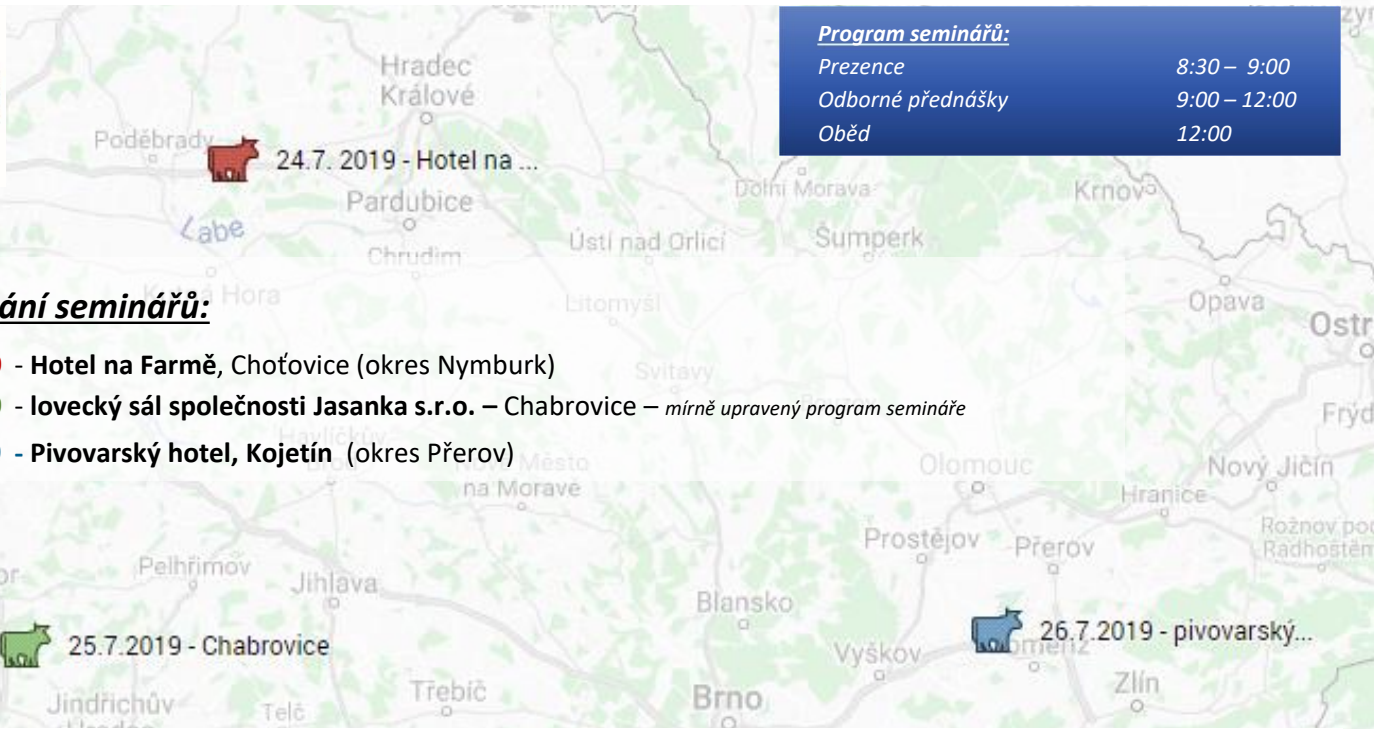 Program seminářů:
Prezence 8:30 – 9:00
Odborné přednášky 9:00 – 12:00
Oběd 12:00
Hradec
Králové
Poděbrady
24.7. 2019 - Hotel na ...
Pardubice
Labe
Chrudim
Ústí nad Orlicí
Dolní Morava
Šumperk
Krnov
Hora
Litomyšl
Opava
Ostr
ání seminářů:
- Hotel na Farmě, Choťovice (okres Nymburk)
Svitavy
- lovecký sál společnosti Jasanka s.r.o. – Chabrovice – mírně upravený program semináře
Frýd
- Pivovarský hotel, Kojetín (okres Přerov)
Město
na Moravě
Olomouc
Nový Jičín
Hranice
Rožnov pod
Radhoštěm
Prostějov
Přerov
Pelhřimov
Jihlava
Blansko
25.7.2019 - Chabrovice
26.7.2019 - pivovarský...
Vyškov
Zlín
Jindřichův
Telč
Třebíč
Brno